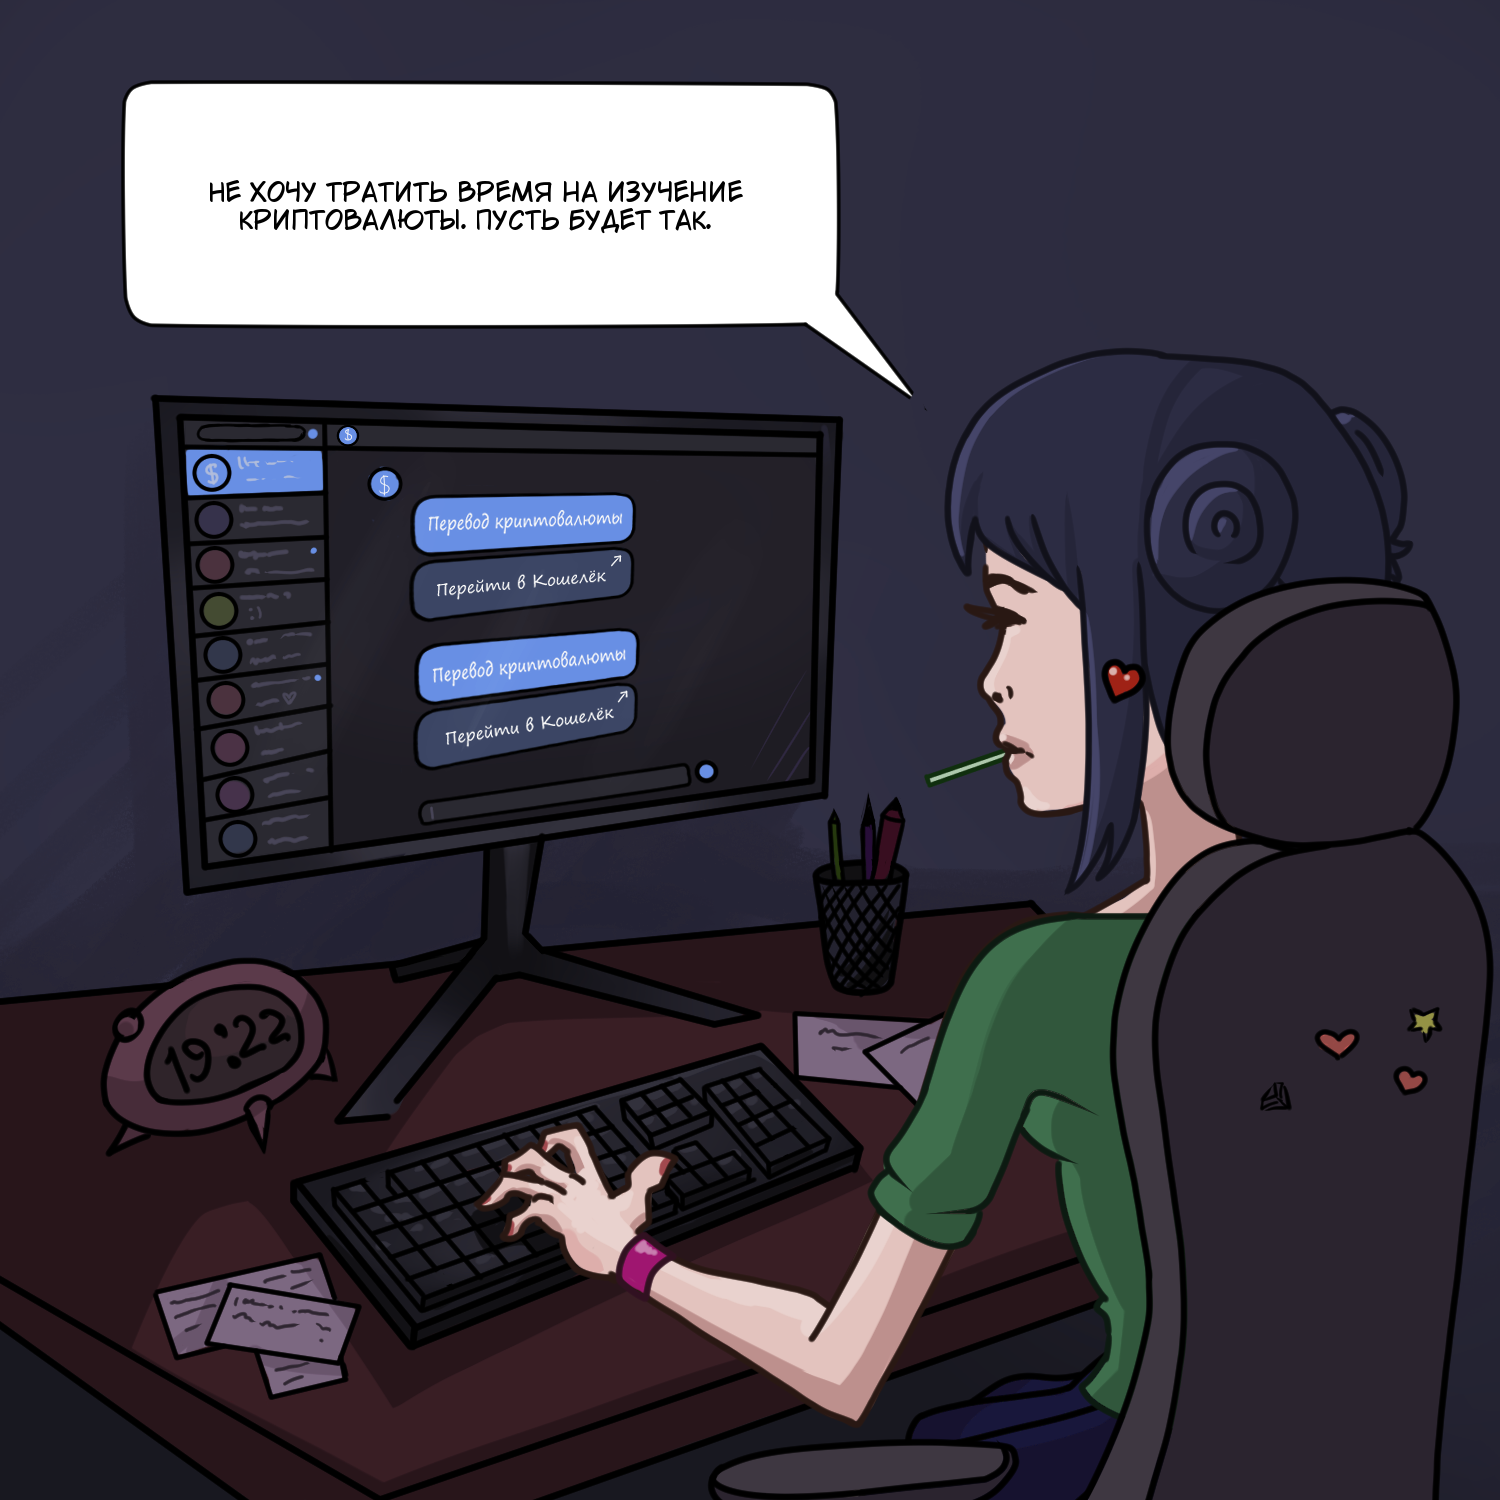 НЕ ХОЧУ ТРАТИТЬ ВРЕМЯ НА ИЗУЧЕНИЕ
КРИПТОВАЛЮТЫ. ПУСТЬ БУДЕТ ТАК.
$
$
$
Перевод криптовалюты
Перейти в Кошелёк
:)
Перевод криптовалюты
Перейти в Кошелёк
19:22